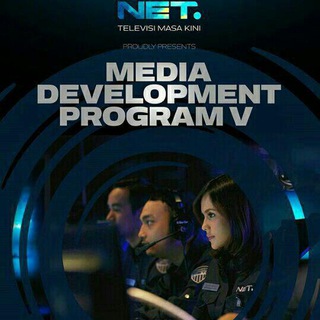 NET.
TELEVISI MASA KINI
PROUDLY PRESENTS
MEDIA
DEVELOPMENT
PROGRAM V
NET.